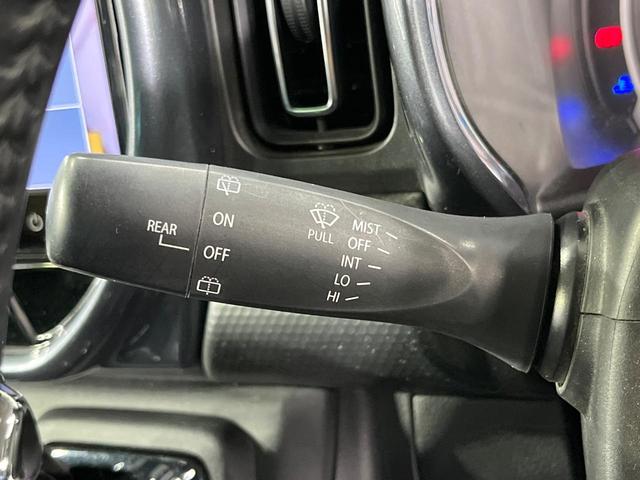 REAR
ON
OFF
PULL
MIST
OFF
INT
LO
HI